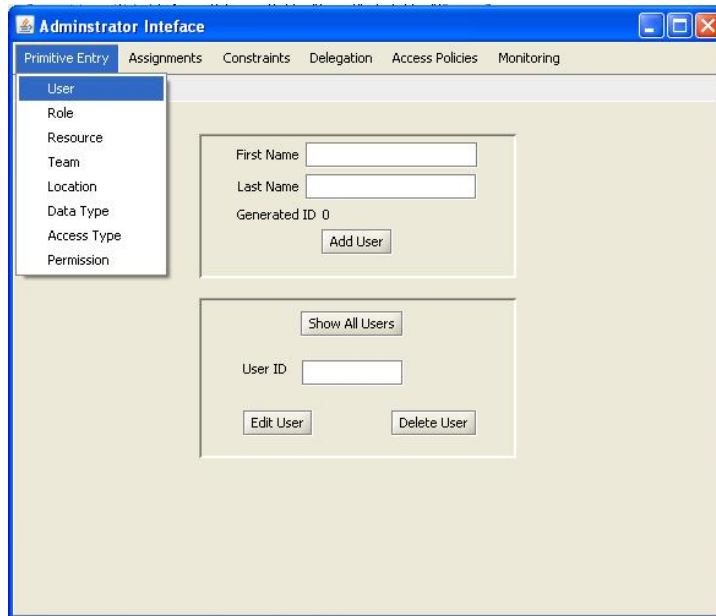 Adminstrator Inteface
Primitive Entry Assignments Constraints Delegation Access Policies Monitoring
User
Role
Resource
Team
Location
Data Type
Access Type
Permission
First Name
Last Name
Generated ID 0
Add User
Show All Users
User ID
Edit User Delete User